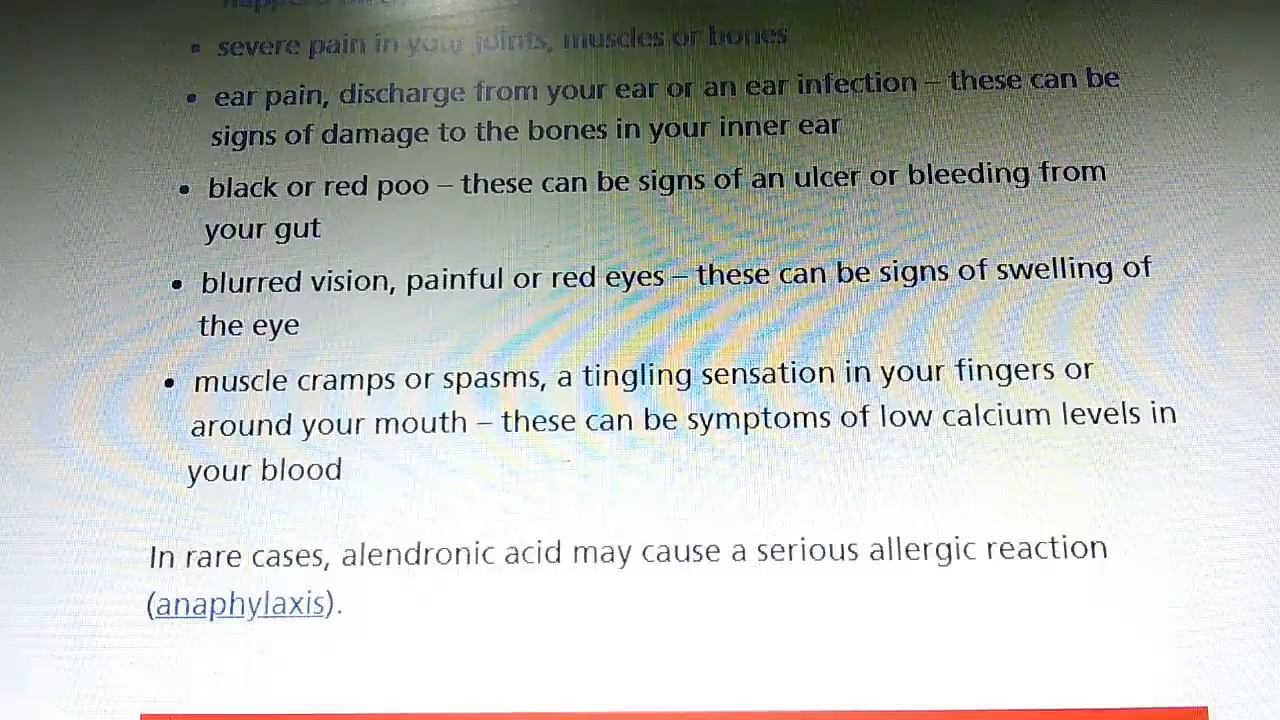 • severe pain in your joints, muscles or bones
• ear pain, discharge from your ear or an ear infection – these can be
signs of damage to the bones in your inner ear
• black or red poo – these can be signs of an ulcer or bleeding from
your gut
• blurred vision, painful or red eyes – these can be signs of swelling of
the eye
• muscle cramps or spasms, a tingling sensation in your fingers or
around your mouth – these can be symptoms of low calcium levels in
your blood
In rare cases, alendronic acid may cause a serious allergic reaction
(anaphylaxis).